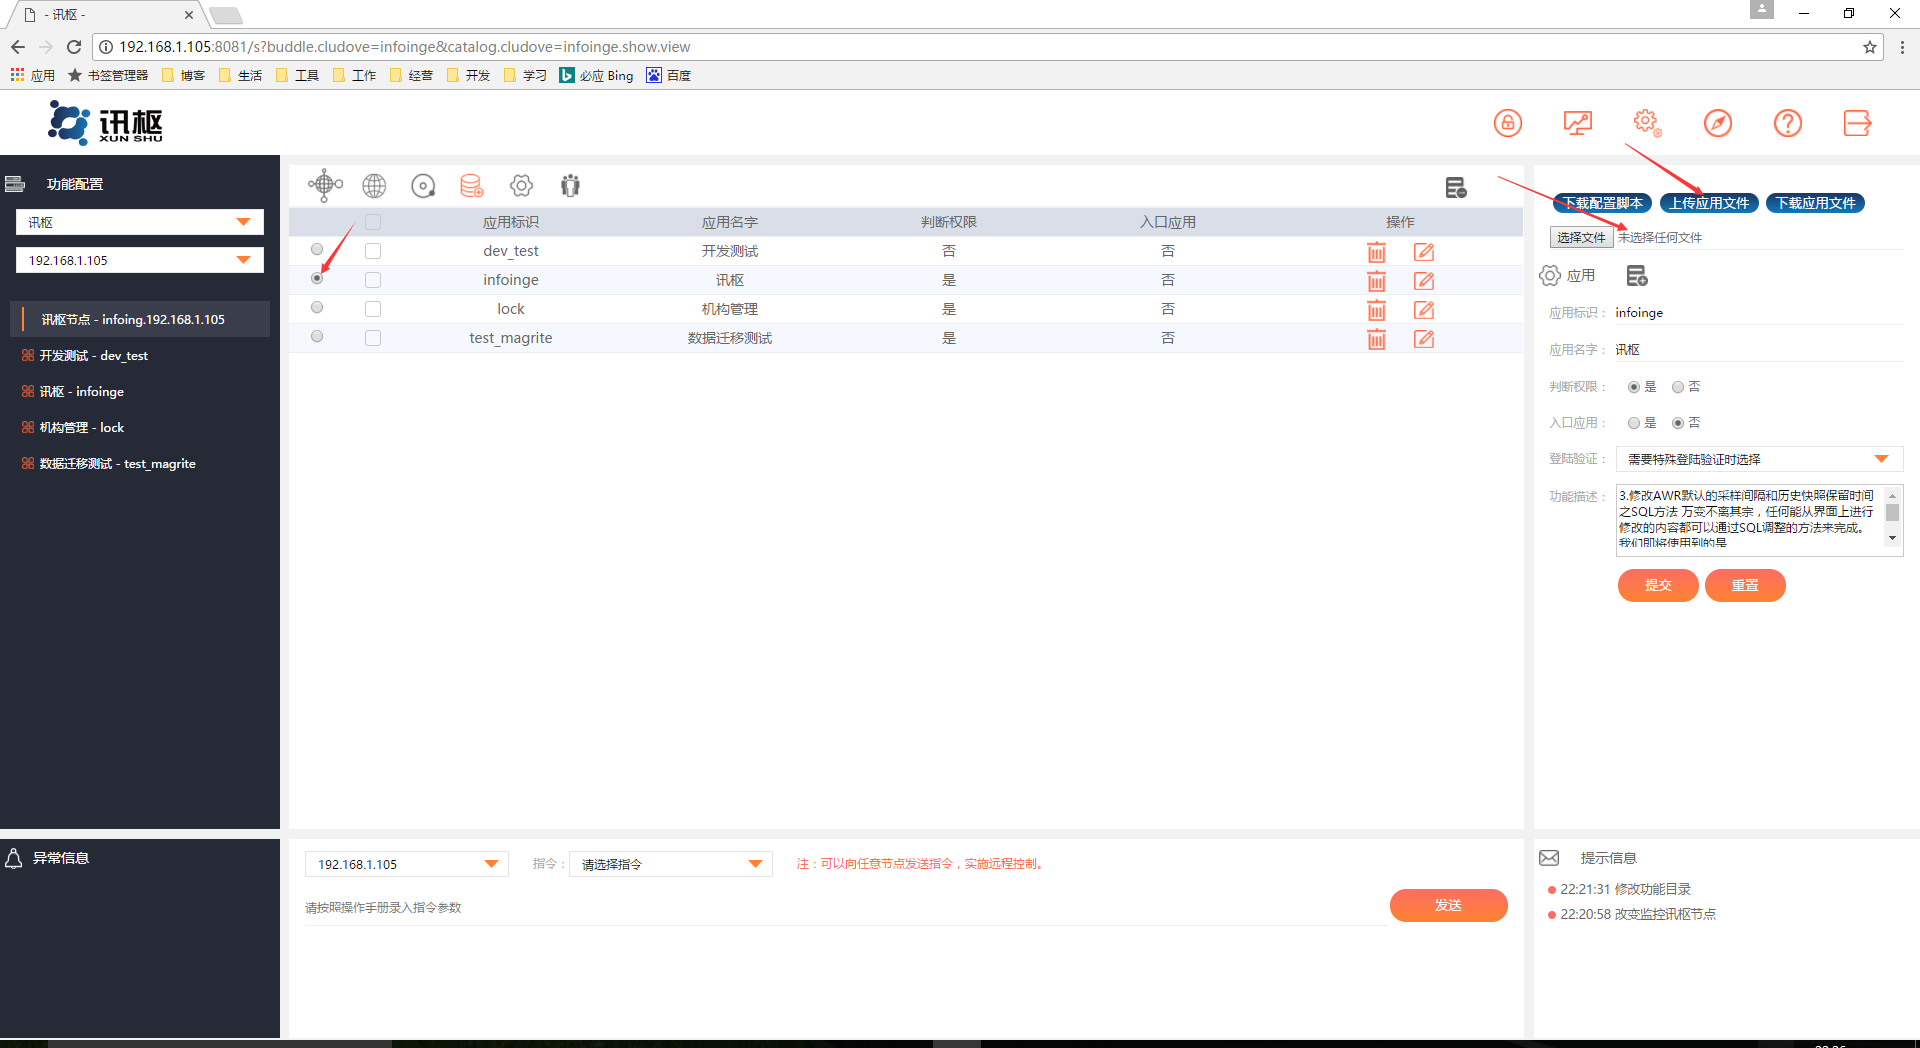 - 讯枢 -
192.168.1.105:8081/s?buddle.cludove=infoinge&catalog.cludove=infoinge.show.view
应用 书签管理器 博客 生活 工具 工作 经营 开发 学习 必应 Bing 百度
讯枢
XUN SHU
功能配置
讯枢
192.168.1.105
讯枢节点 - infoing.192.168.1.105
开发测试 - dev_test
讯枢 - infoinge
机构管理 - lock
数据迁移测试 - test_magrite
应用标识 应用名字 判断权限 入口应用 操作
dev_test 开发测试 否 否
infoinge 讯枢 是 否
lock 机构管理 是 否
test_magrite 数据迁移测试 是 否
下载配置脚本 上传应用文件 下载应用文件
选择文件 未选择任何文件
应用
应用标识： infoinge
应用名字： 讯枢
判断权限： 是 否
入口应用： 是 否
登陆验证： 需要特殊登陆验证时选择
功能描述： 3.修改AWR默认的采样间隔和历史快照保留时间
之SQL方法 万变不离其宗，任何能从界面上进行
修改的内容都可以通过SQL调整的方法来完成。
我们即将使用到的是
提交 重置
异常信息
192.168.1.105 指令： 请选择指令 注：可以向任意节点发送指令，实施远程控制。
请按照操作手册录入指令参数
发送
提示信息
22:21:31 修改功能目录
22:20:58 改变监控讯枢节点